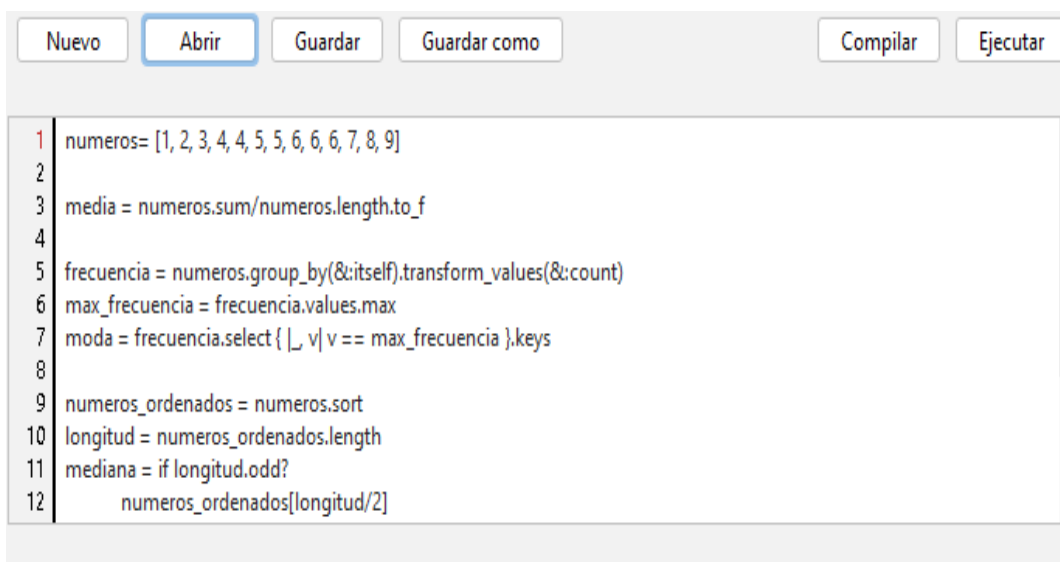 Nuevo Abrir Guardar Guardar como Compilar Ejecutar
1 numeros= [1, 2, 3, 4, 4, 5, 5, 6, 6, 6, 7, 8, 9]
2
3 media = numeros.sum/numeros.length.to_f
4
5 frecuencia = numeros.group_by(&:itself).transform_values(&:count)
6 max_frecuencia = frecuencia.values.max
7 moda = frecuencia.select { |_, v| v == max_frecuencia }.keys
8
9 numeros_ordenados = numeros.sort
10 longitud = numeros_ordenados.length
11 mediana = if longitud.odd?
12 numeros_ordenados[longitud/2]